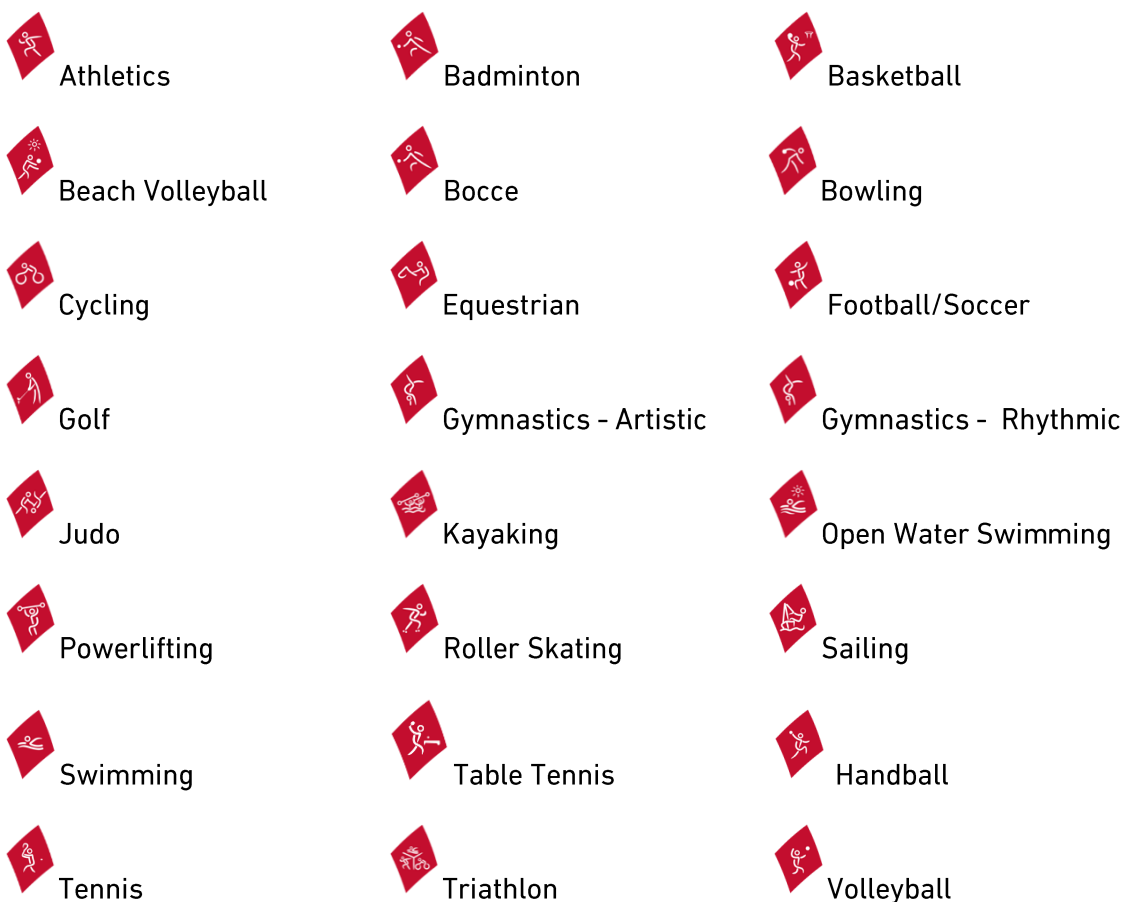 Athletics
Badminton
Basketball
Beach Volleyball
Bocce
Bowling
Cycling
Equestrian
Football/Soccer
Golf
Gymnastics - Artistic
Gymnastics -  Rhythmic
Judo
Kayaking
Open Water Swimming
Powerlifting
Roller Skating
Sailing
Swimming
Table Tennis
Handball
Tennis
Triathlon
Volleyball